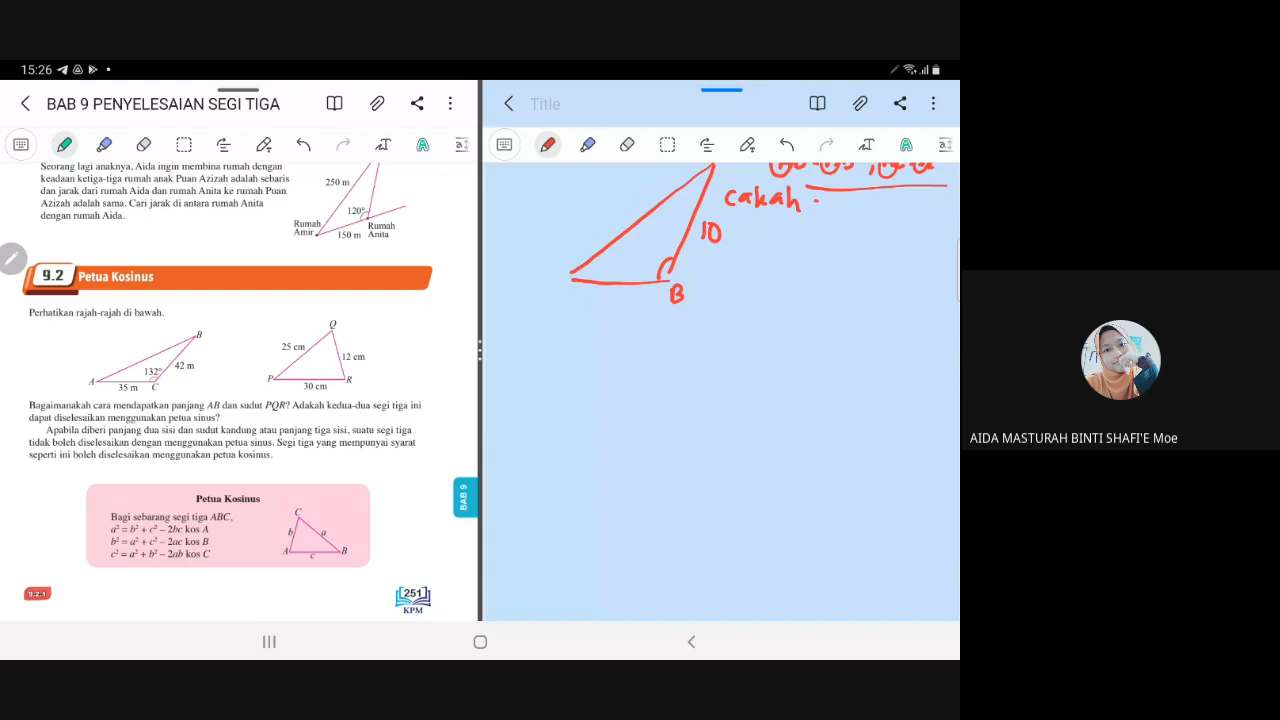 15:26
BAB 9 PENYELESAIAN SEGI TIGA
Seorang lagi anaknya, Aida ingin membina rumah dengan
keadaan ketiga-tiga rumah anak Puan Azizah adalah sebaris
dan jarak dari rumah Aida dan rumah Anita ke rumah Puan
Azizah adalah sama. Cari jarak di antara rumah Anita
dengan rumah Aida.
250 m
120°
Rumah
Amir
150 m
Rumah
Anita
9.2 Petua Kosinus
Perhatikan rajah-rajah di bawah.
B
132°
42 m
A
35 m
C
Q
25 cm
12 cm
P
R
30 cm
Bagaimanakah cara mendapatkan panjang AB dan sudut PQR? Adakah kedua-dua segi tiga ini
dapat diselesaikan menggunakan petua sinus?
Apabila diberi panjang dua sisi dan sudut kandung atau panjang tiga sisi, suatu segi tiga
tidak boleh diselesaikan dengan menggunakan petua sinus. Segi tiga yang mempunyai syarat
seperti ini boleh diselesaikan menggunakan petua kosinus.
Petua Kosinus
Bagi sebarang segi tiga ABC,
a² = b² + c² – 2bc kos A
b² = a² + c² – 2ac kos B
c² = a² + b² – 2ab kos C
C
b
a
A
c
B
BAB 9
9.2.1
251
KPM
Title
cakah
10
B
AIDA MASTURAH BINTI SHAFI'E Moe